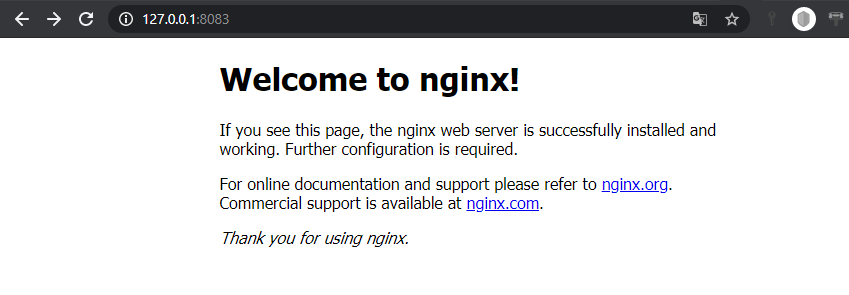 127.0.0.1:8083
Welcome to nginx!
If you see this page, the nginx web server is successfully installed and
working. Further configuration is required.
For online documentation and support please refer to nginx.org.
Commercial support is available at nginx.com.
Thank you for using nginx.